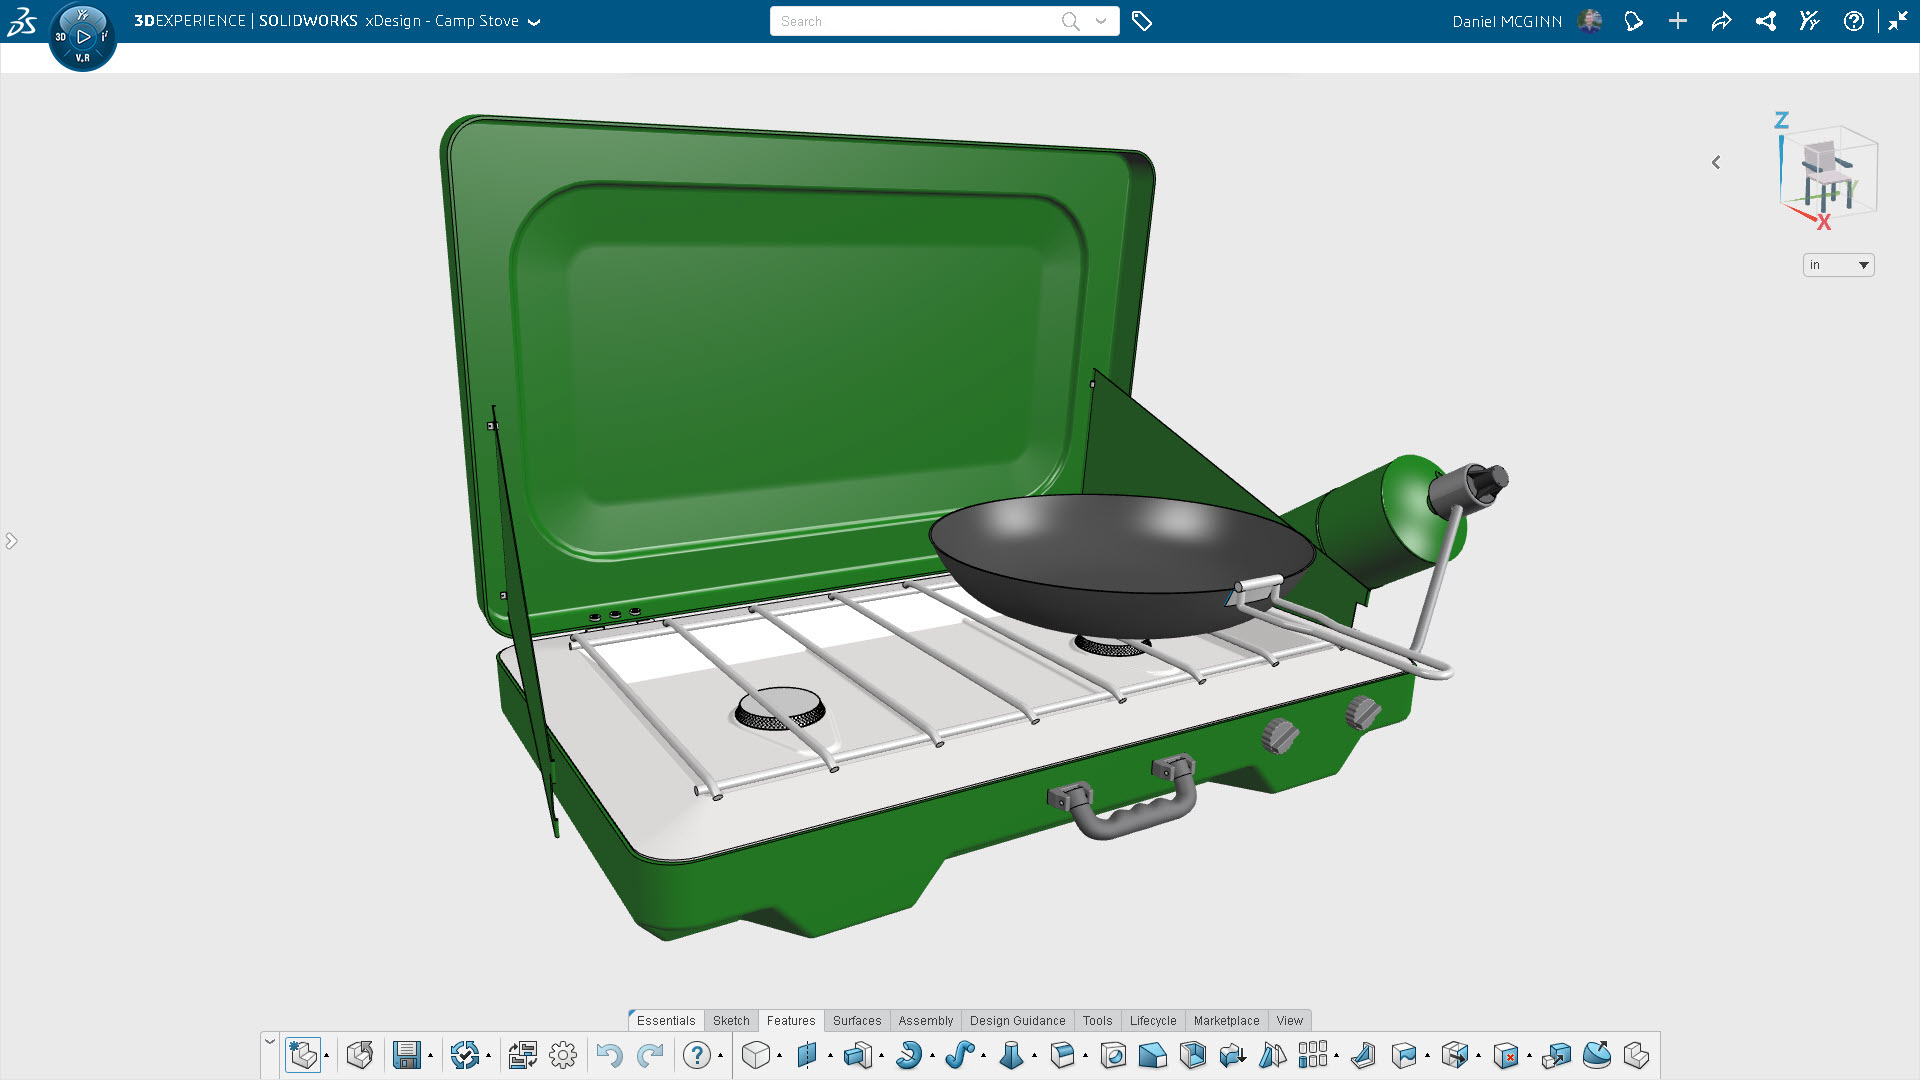 3DEXPERIENCE | SOLIDWORKS xDesign - Camp Stove
Search
Daniel MCGINN
3D
V.R
Z
Y
X
in
Essentials Sketch Features Surfaces Assembly Design Guidance Tools Lifecycle Marketplace View